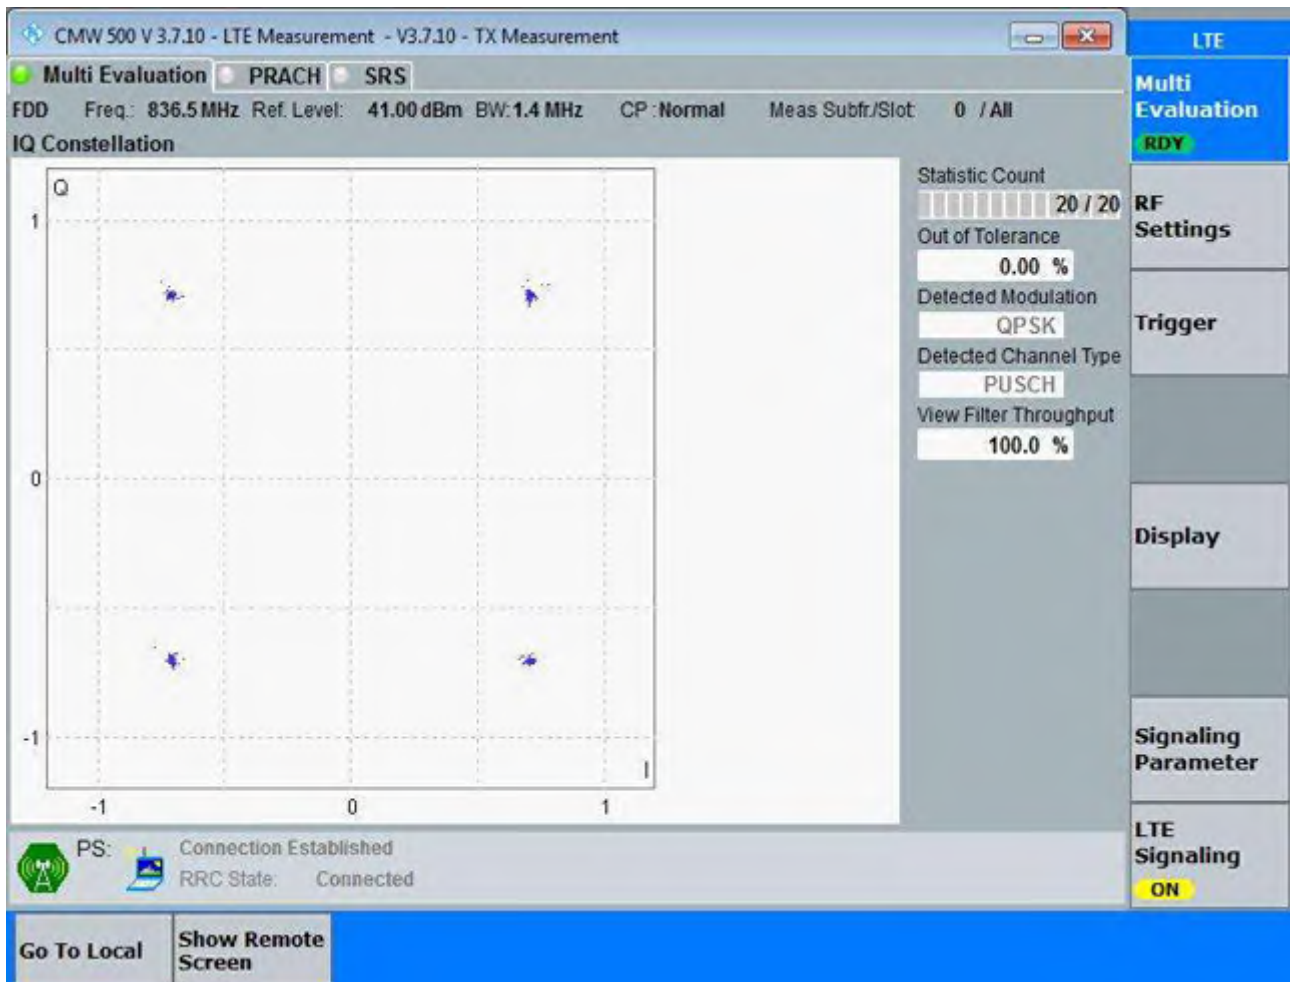 CMW 500 V 3.7.10 - LTE Measurement - V3.7.10 - TX Measurement
LTE
Multi Evaluation PRACH SRS
FDD Freq.: 836.5 MHz Ref. Level: 41.00 dBm BW: 1.4 MHz CP : Normal Meas Subfr./Slot: 0 / All
IQ Constellation
Multi
Evaluation
RDY
Q
1
0
-1
-1 0 1
I
Statistic Count
20 / 20
Out of Tolerance
0.00 %
Detected Modulation
QPSK
Detected Channel Type
PUSCH
View Filter Throughput
100.0 %
RF
Settings
Trigger
Display
Signaling
Parameter
LTE
Signaling
ON
PS: Connection Established
RRC State: Connected
Go To Local
Show Remote
Screen